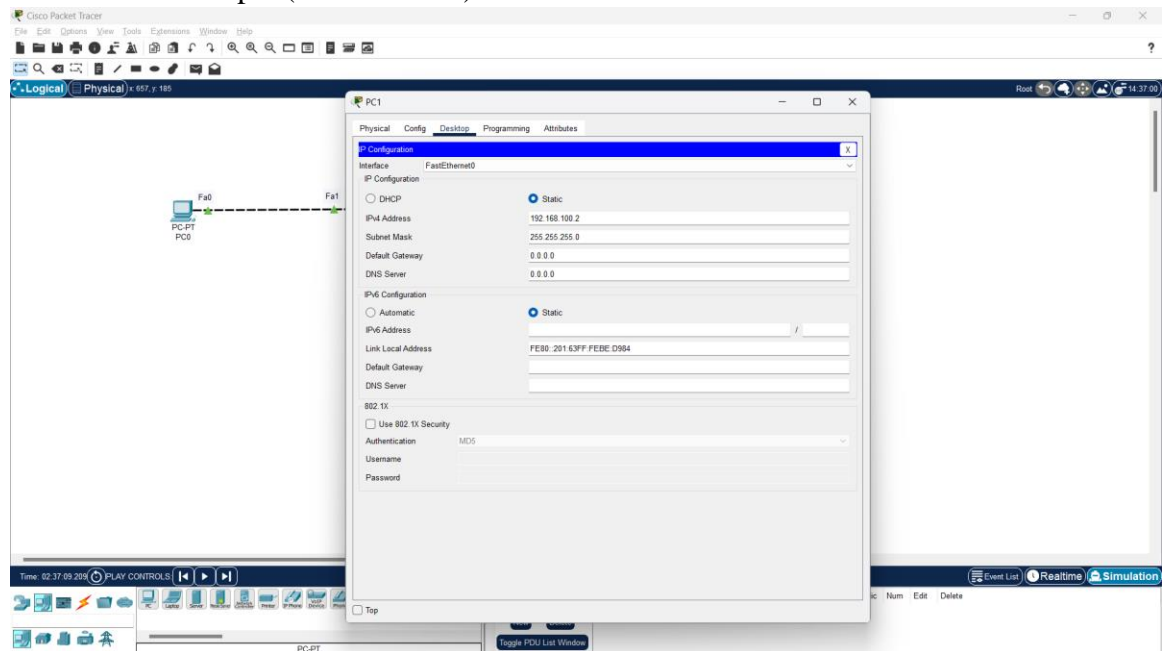 Cisco Packet Tracer
File Edit Options View Tools Extensions Window Help
?
Logical Physical x: 657, y: 185 Root 14:37:00
PC1
Physical Config Desktop Programming Attributes
IP Configuration X
Interface FastEthernet0
IP Configuration
DHCP Static
IPv4 Address 192.168.100.2
Subnet Mask 255.255.255.0
Default Gateway 0.0.0.0
DNS Server 0.0.0.0
IPv6 Configuration
Automatic Static
IPv6 Address /
Link Local Address FE80::201:63FF:FEBE:D984
Default Gateway
DNS Server
802.1X
Use 802.1X Security
Authentication MD5
Username
Password
Top
Fa0 Fa1
PC-PT
PC0
Time: 02:37:09.209 PLAY CONTROLS: Event List Realtime Simulation
Num Edit Delete
Toggle PDU List Window
PC-PT